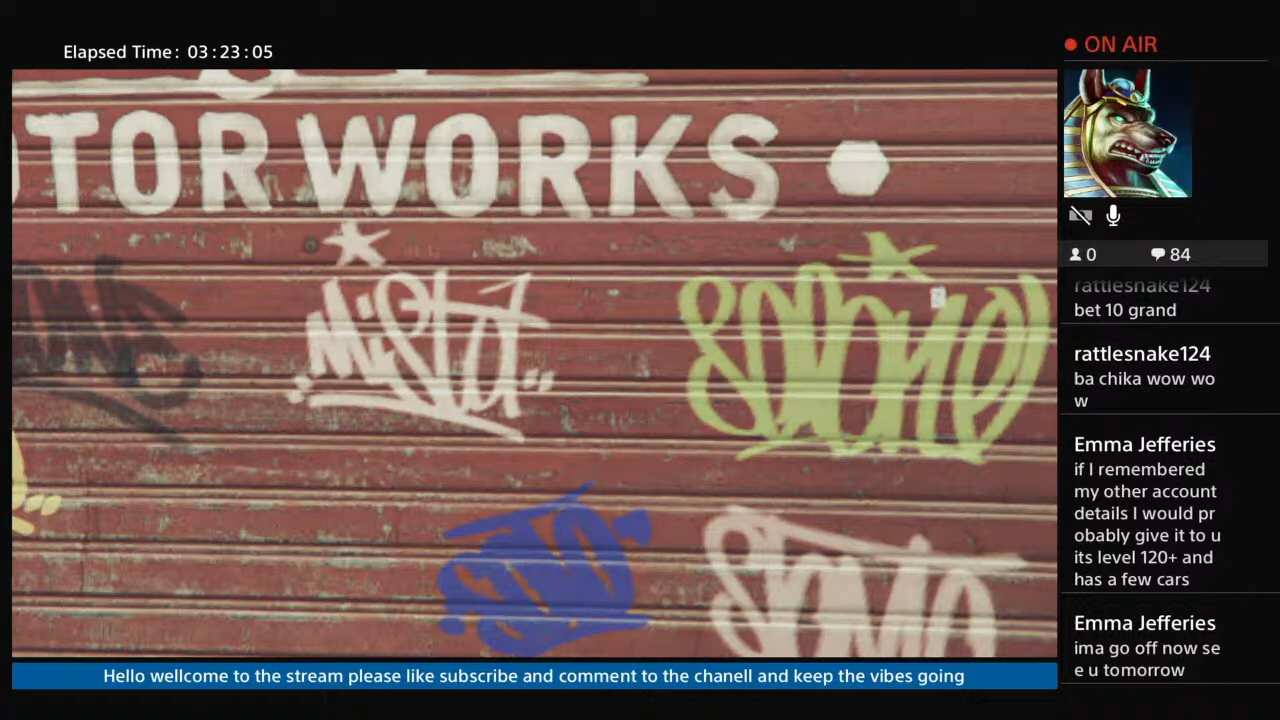 Elapsed Time: 03:23:05
ON AIR
TOR WORKS
Mista
0
84
rattlesnake124
bet 10 grand
rattlesnake124
ba chika wow wo
w
Emma Jefferies
if I remembered
my other account
details I would pr
obably give it to u
its level 120+ and
has a few cars
Emma Jefferies
ima go off now se
e u tomorrow
Hello wellcome to the stream please like subscribe and comment to the chanell and keep the vibes going